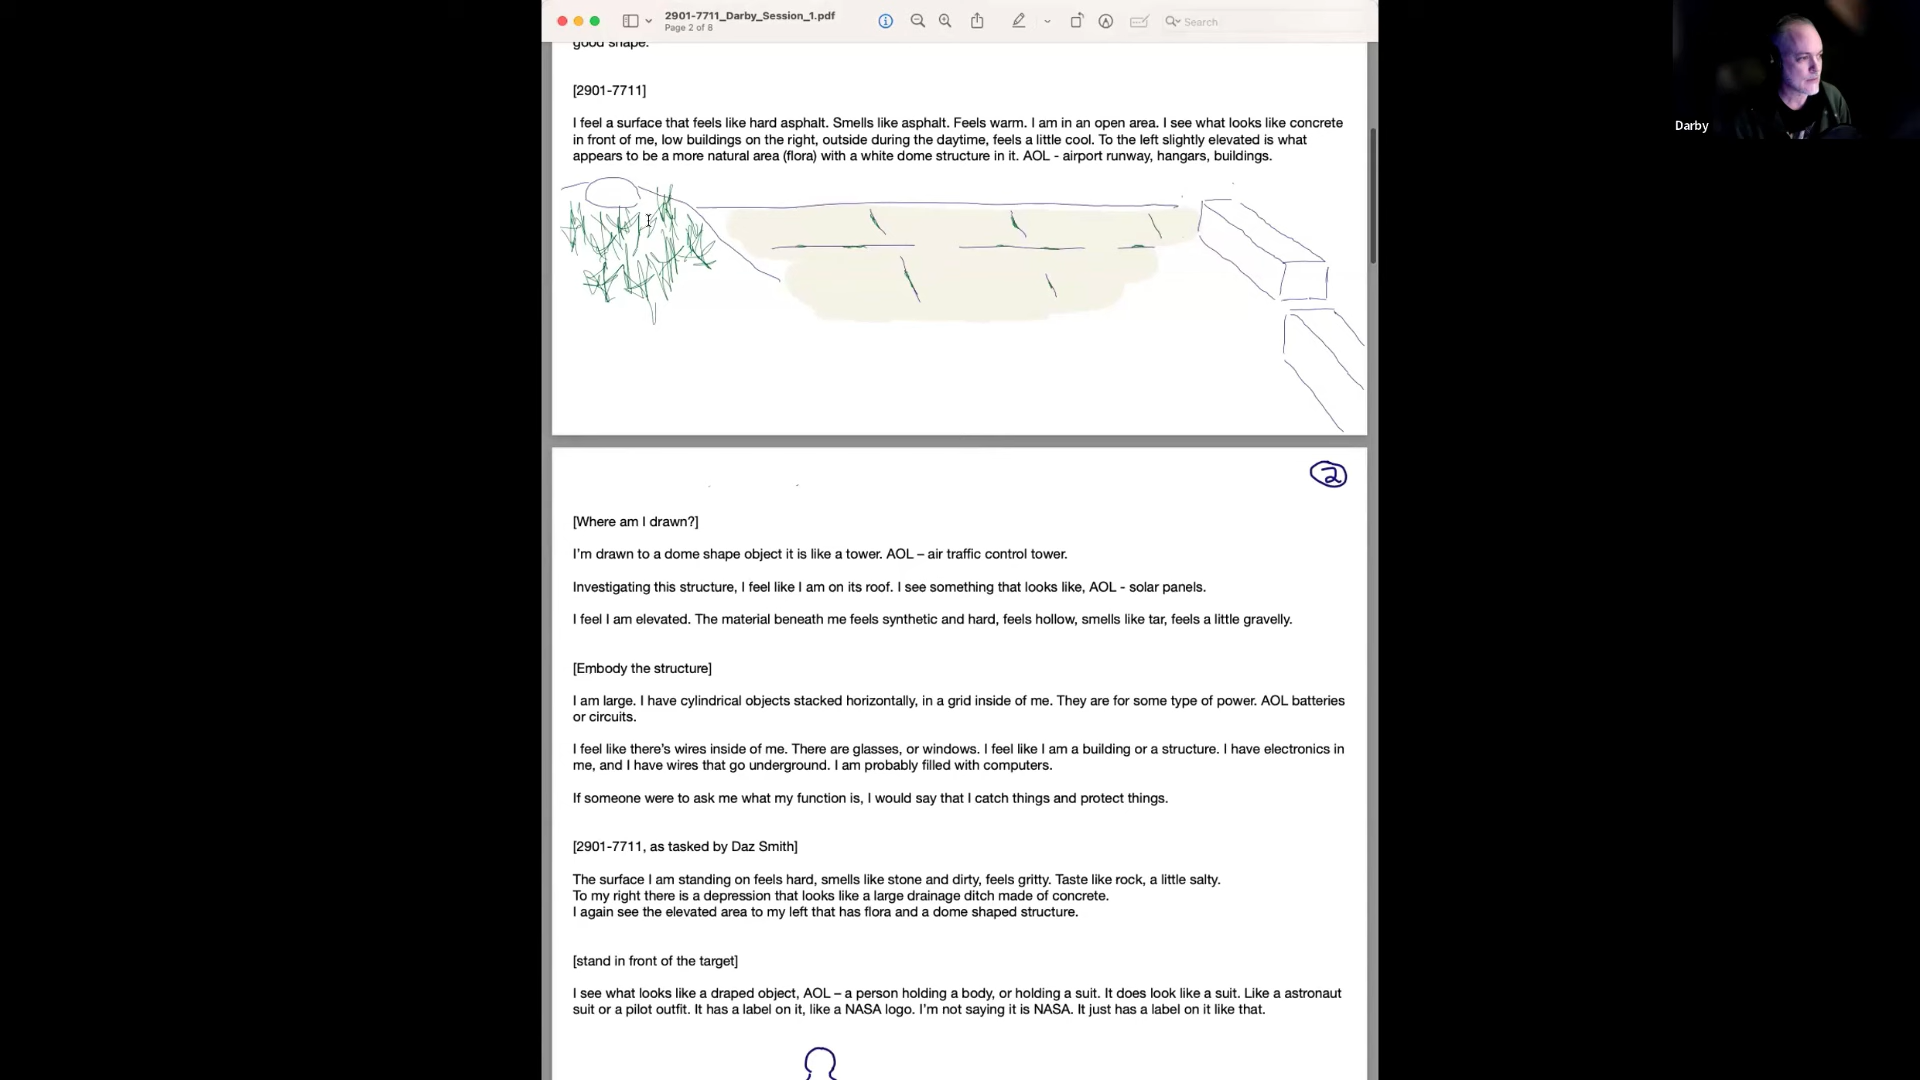 2901-7711_Darby_Session_1.pdf
Page 2 of 8
Search
Darby
good shape.
[2901-7711]
I feel a surface that feels like hard asphalt. Smells like asphalt. Feels warm. I am in an open area. I see what looks like concrete
in front of me, low buildings on the right, outside during the daytime, feels a little cool. To the left slightly elevated is what
appears to be a more natural area (flora) with a white dome structure in it. AOL - airport runway, hangars, buildings.
2
[Where am I drawn?]
I'm drawn to a dome shape object it is like a tower. AOL – air traffic control tower.
Investigating this structure, I feel like I am on its roof. I see something that looks like, AOL - solar panels.
I feel I am elevated. The material beneath me feels synthetic and hard, feels hollow, smells like tar, feels a little gravelly.
[Embody the structure]
I am large. I have cylindrical objects stacked horizontally, in a grid inside of me. They are for some type of power. AOL batteries
or circuits.
I feel like there's wires inside of me. There are glasses, or windows. I feel like I am a building or a structure. I have electronics in
me, and I have wires that go underground. I am probably filled with computers.
If someone were to ask me what my function is, I would say that I catch things and protect things.
[2901-7711, as tasked by Daz Smith]
The surface I am standing on feels hard, smells like stone and dirty, feels gritty. Taste like rock, a little salty.
To my right there is a depression that looks like a large drainage ditch made of concrete.
I again see the elevated area to my left that has flora and a dome shaped structure.
[stand in front of the target]
I see what looks like a draped object, AOL – a person holding a body, or holding a suit. It does look like a suit. Like a astronaut
suit or a pilot outfit. It has a label on it, like a NASA logo. I'm not saying it is NASA. It just has a label on it like that.